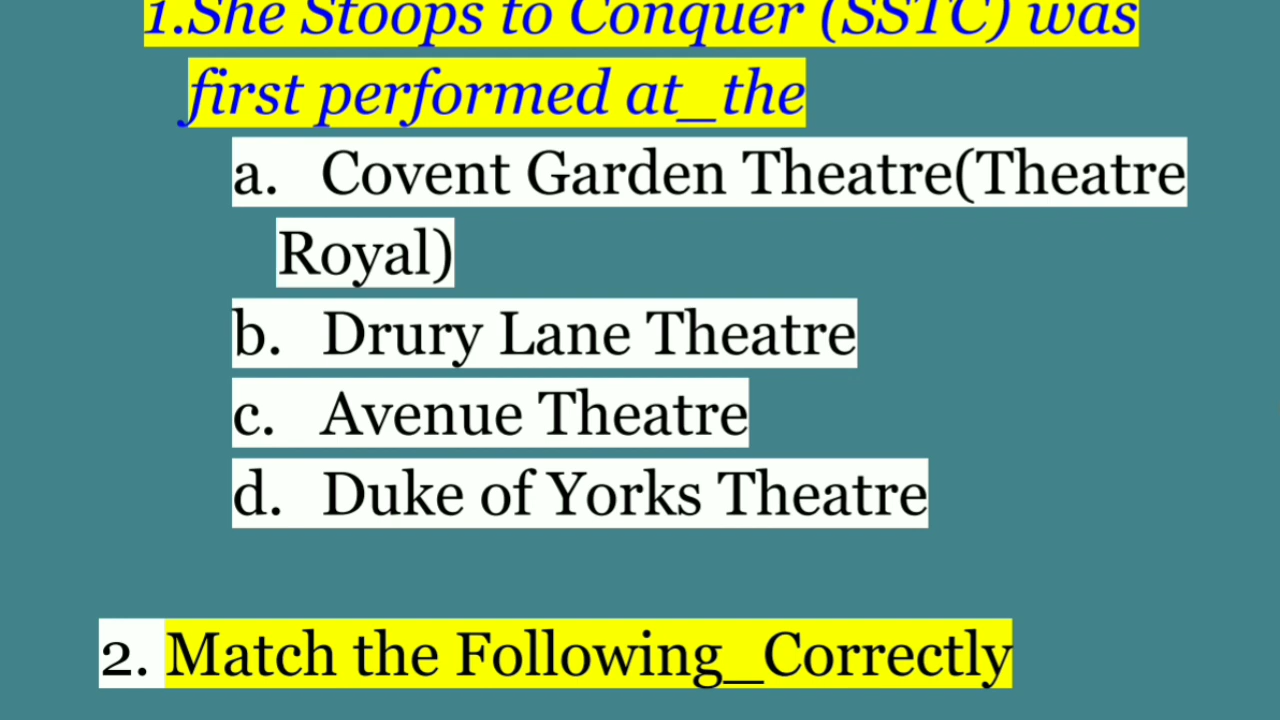 1.She Stoops to Conquer (SSTC) was
first performed at_the
a. Covent Garden Theatre(Theatre
Royal)
b. Drury Lane Theatre
c. Avenue Theatre
d. Duke of Yorks Theatre
2. Match the Following_Correctly